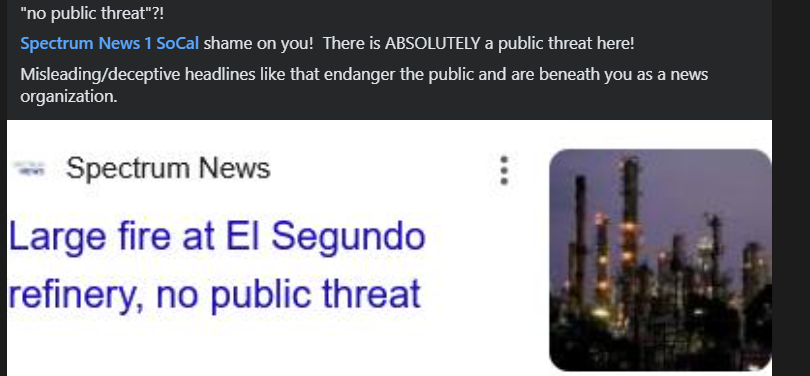 "no public threat"?!
Spectrum News 1 SoCal shame on you!  There is ABSOLUTELY a public threat here!
Misleading/deceptive headlines like that endanger the public and are beneath you as a news
organization.
Spectrum News
Large fire at El Segundo
refinery, no public threat